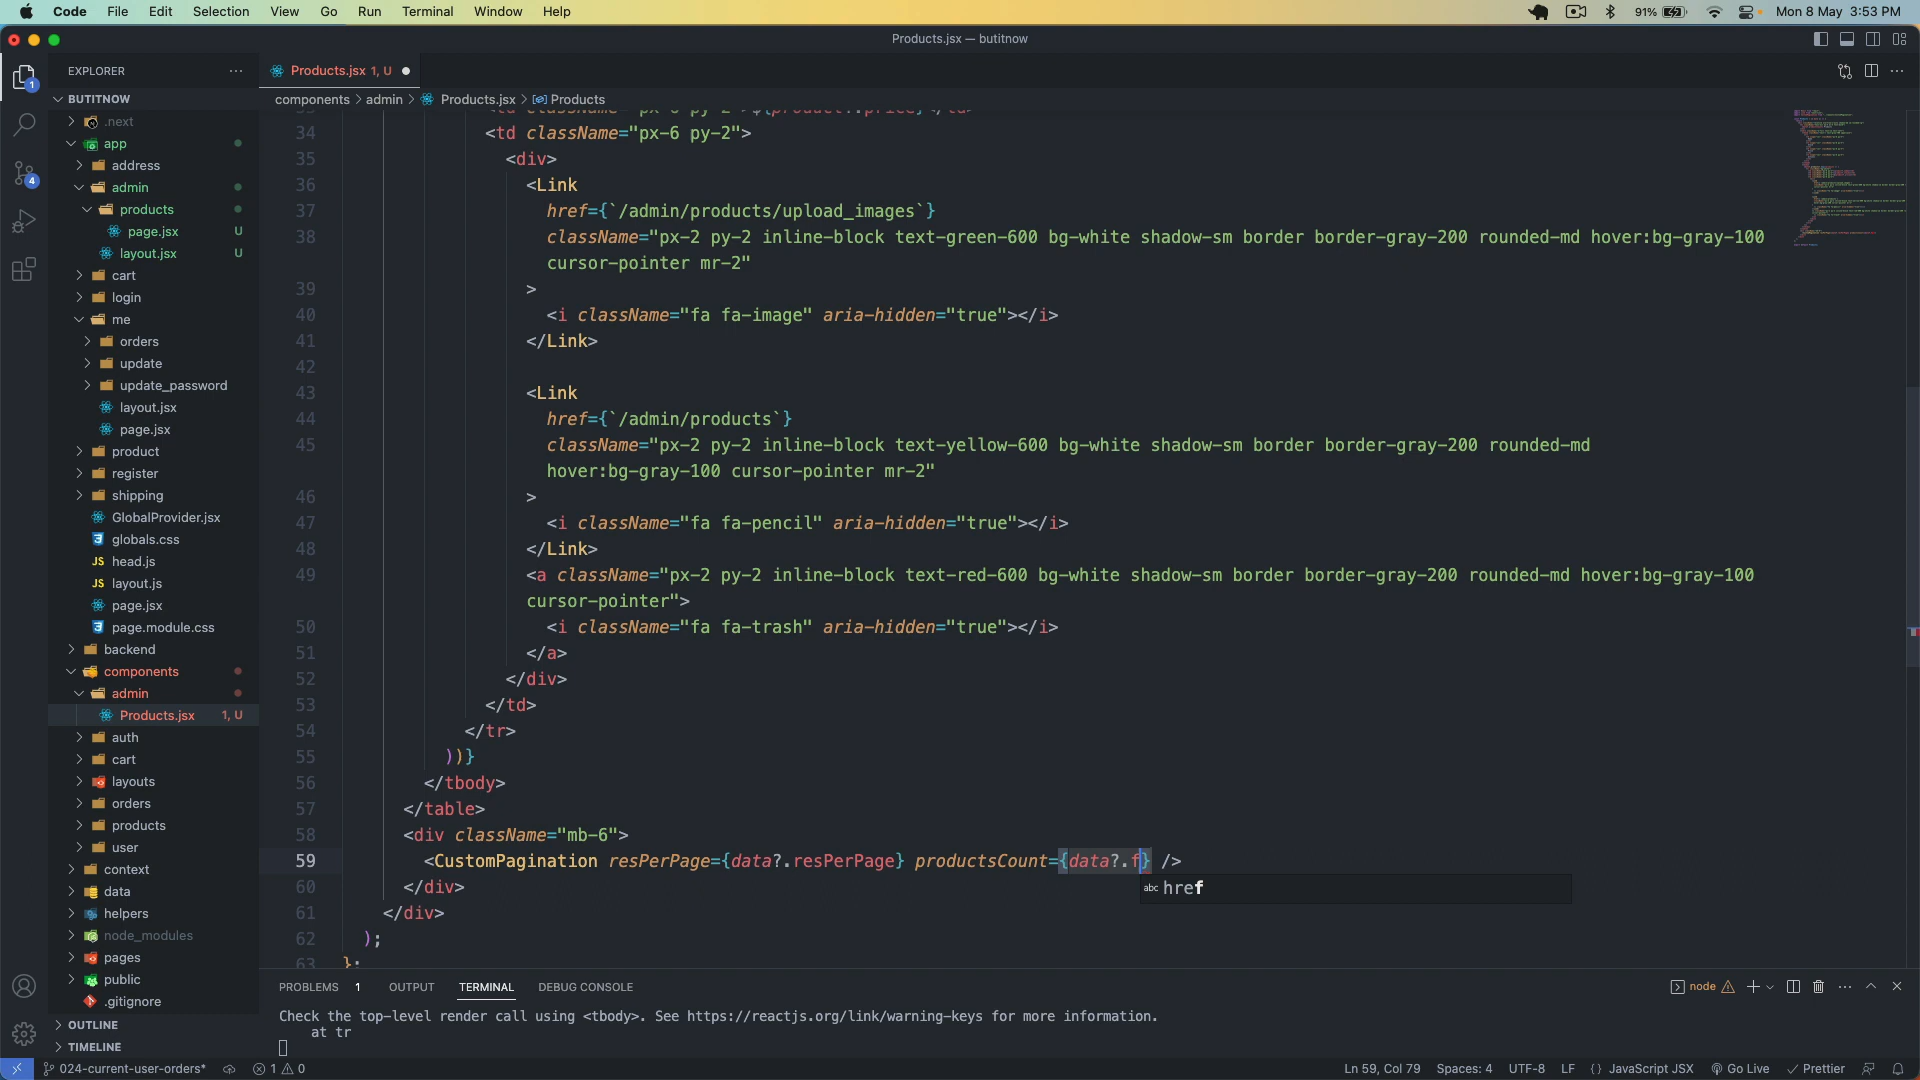 Code File Edit Selection View Go Run Terminal Window Help 91% Mon 8 May 3:53 PM
Products.jsx — butitnow
EXPLORER
Products.jsx 1, U
BUTITNOW
components > admin > Products.jsx > Products
.next
app
address
admin
products
page.jsx U
layout.jsx U
cart
login
me
orders
update
update_password
layout.jsx
page.jsx
product
register
shipping
GlobalProvider.jsx
globals.css
JS head.js
JS layout.js
page.jsx
page.module.css
backend
components
admin
Products.jsx 1, U
auth
cart
layouts
orders
products
user
context
data
helpers
node_modules
pages
public
.gitignore
OUTLINE
TIMELINE
34 <td className="px-6 py-2">
35 <div>
36 <Link
37 href={`/admin/products/upload_images`}
38 className="px-2 py-2 inline-block text-green-600 bg-white shadow-sm border border-gray-200 rounded-md hover:bg-gray-100
cursor-pointer mr-2"
39 >
40 <i className="fa fa-image" aria-hidden="true"></i>
41 </Link>
42
43 <Link
44 href={`/admin/products`}
45 className="px-2 py-2 inline-block text-yellow-600 bg-white shadow-sm border border-gray-200 rounded-md
hover:bg-gray-100 cursor-pointer mr-2"
46 >
47 <i className="fa fa-pencil" aria-hidden="true"></i>
48 </Link>
49 <a className="px-2 py-2 inline-block text-red-600 bg-white shadow-sm border border-gray-200 rounded-md hover:bg-gray-100
cursor-pointer">
50 <i className="fa fa-trash" aria-hidden="true"></i>
51 </a>
52 </div>
53 </td>
54 </tr>
55 ))}
56 </tbody>
57 </table>
58 <div className="mb-6">
59 <CustomPagination resPerPage={data?.resPerPage} productsCount={data?.f} />
abc href
60 </div>
61 </div>
62 );
63 };
PROBLEMS 1 OUTPUT TERMINAL DEBUG CONSOLE node
Check the top-level render call using <tbody>. See https://reactjs.org/link/warning-keys for more information.
at tr
024-current-user-orders* 1 0 Ln 59, Col 79 Spaces: 4 UTF-8 LF {} JavaScript JSX Go Live Prettier